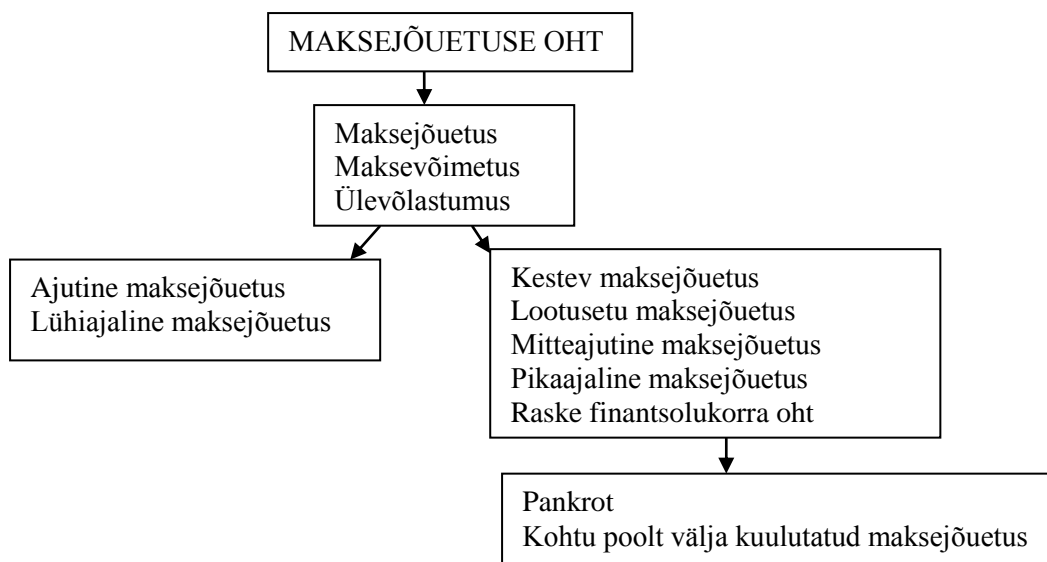 MAKSEJÕUETUSE OHT
Maksejõuetus
Maksevõimetus
Ülevõlastumus
Ajutine maksejõuetus
Lühiajaline maksejõuetus
Kestev maksejõuetus
Lootusetu maksejõuetus
Mitteajutine maksejõuetus
Pikaajaline maksejõuetus
Raske finantsolukorra oht
Pankrot
Kohtu poolt välja kuulutatud maksejõuetus